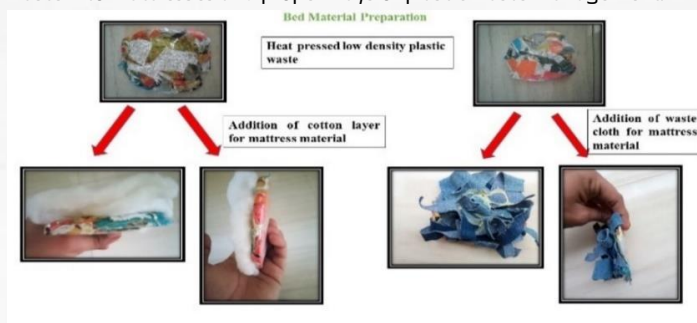 Bed Material Preparation
Heat pressed low density plastic
waste
Addition of cotton layer
for mattress material
Addition of waste
cloth for mattress
material